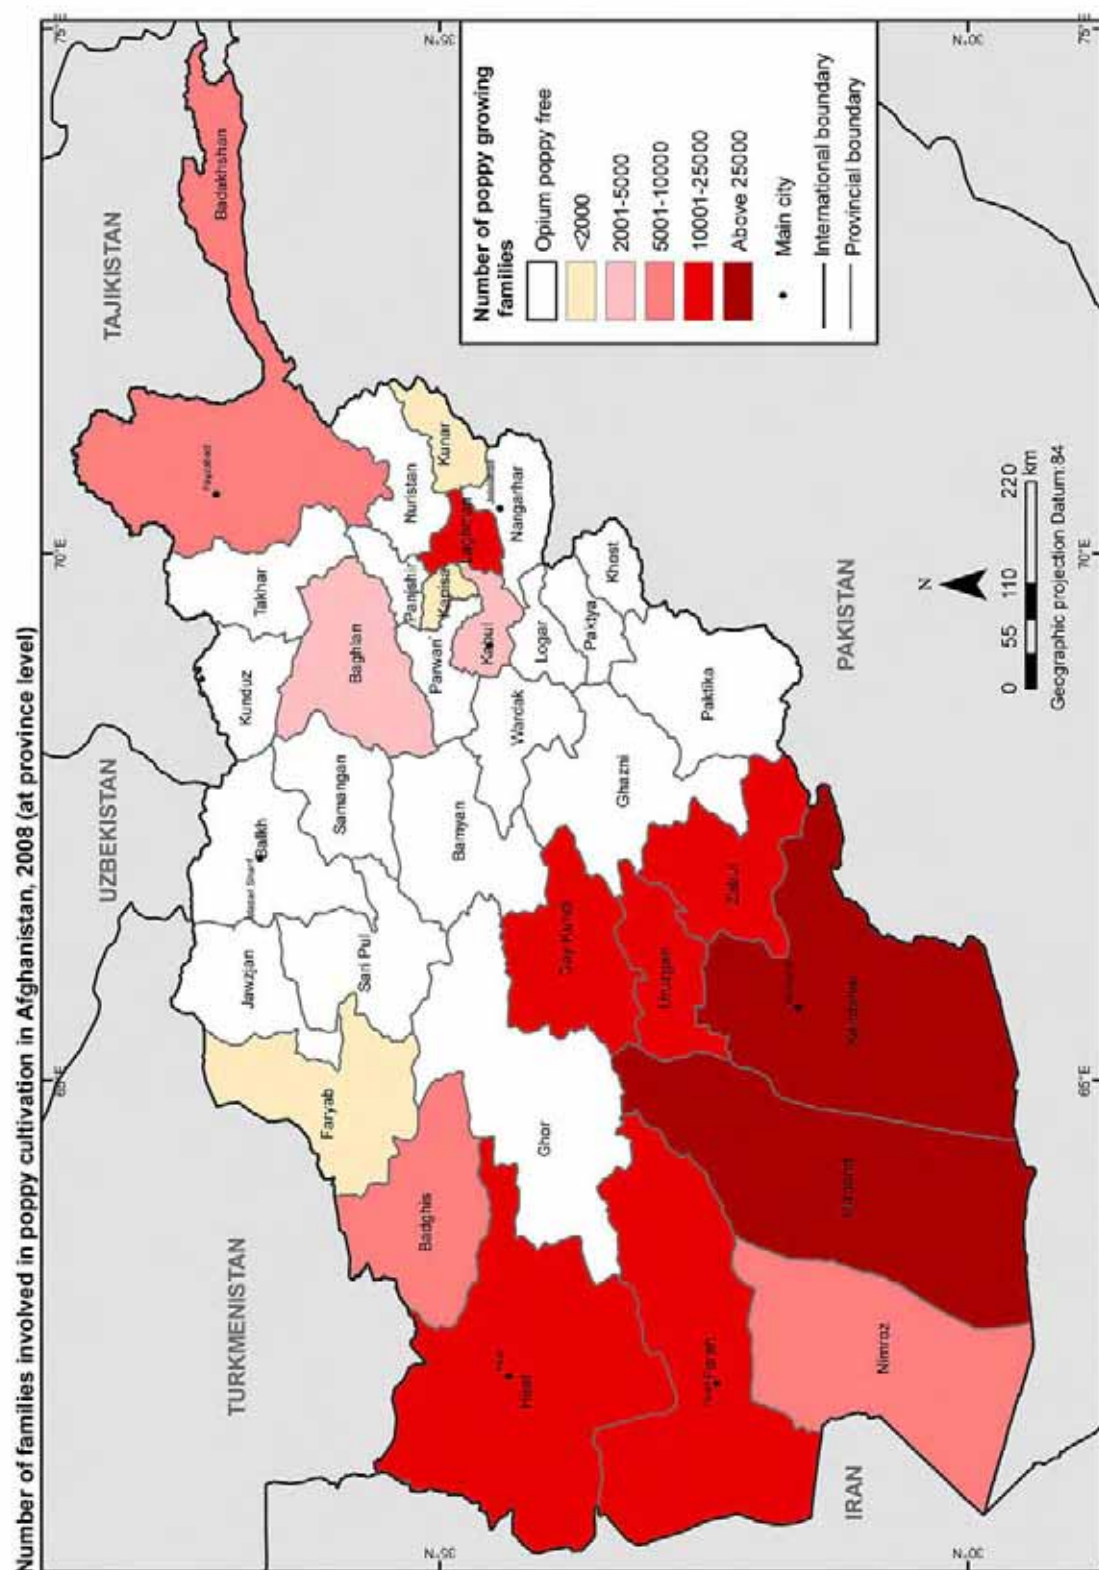 Number of families involved in poppy cultivation in Afghanistan, 2008 (at province level)
65°E
70°E
75°E
UZBEKISTAN
TAJIKISTAN
TURKMENISTAN
35°N
35°N
30°N
30°N
65°E
75°E
IRAN
PAKISTAN
Jawzjan
Balkh
Kunduz
Takhar
Badakhshan
Faryab
Sari Pul
Samangan
Baghlan
Badghis
Bamyan
Parwan
Panjshir
Kapisa
Nuristan
Kunar
Laghman
Kabul
Nangarhar
Hirat
Ghor
Day Kundi
Wardak
Logar
Paktya
Khost
Ghazni
Paktika
Farah
Uruzgan
Zabul
Nimroz
Hilmand
Kandahar
Number of poppy growing
families
Opium poppy free
<2000
2001-5000
5001-10000
10001-25000
Above 25000
Main city
International boundary
Provincial boundary
N
0 55 110 220
km
Geographic projection Datum:84